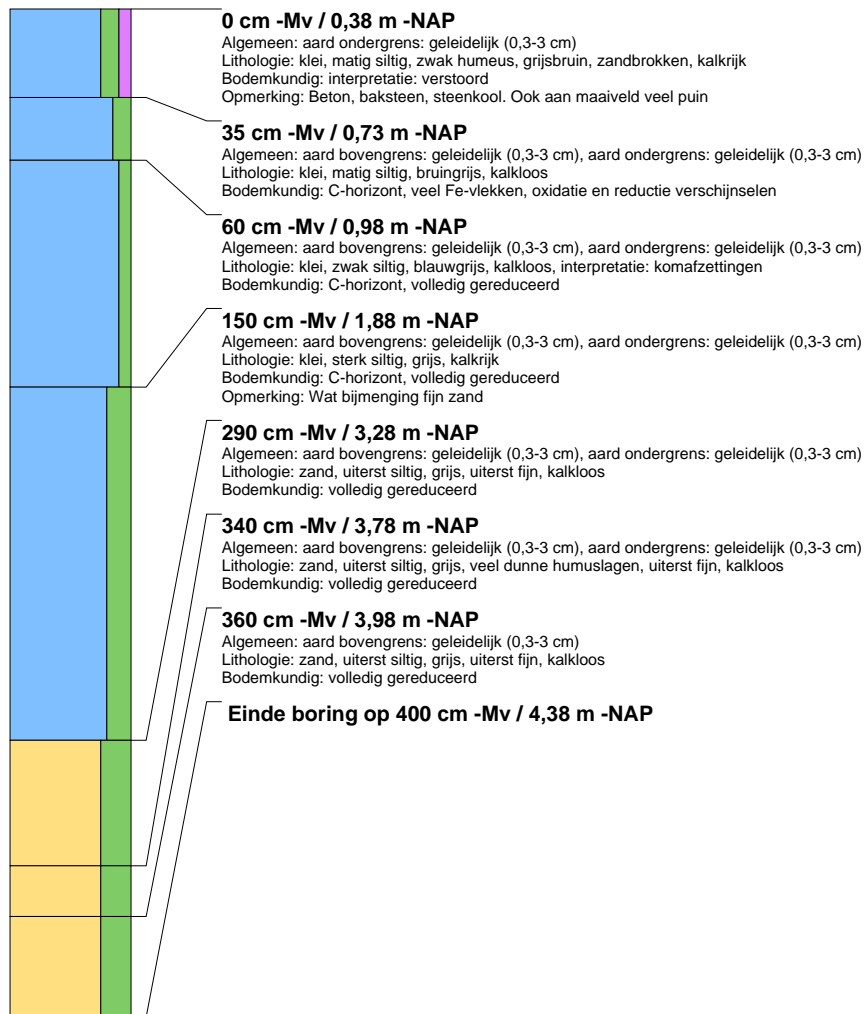 0 cm -Mv / 0,38 m -NAP
Algemeen: aard ondergrens: geleidelijk (0,3-3 cm)
Lithologie: klei, matig siltig, zwak humeus, grijsbruin, zandbrokken, kalkrijk
Bodemkundig: interpretatie: verstoord
Opmerking: Beton, baksteen, steenkool. Ook aan maaiveld veel puin
35 cm -Mv / 0,73 m -NAP
Algemeen: aard bovengrens: geleidelijk (0,3-3 cm), aard ondergrens: geleidelijk (0,3-3 cm)
Lithologie: klei, matig siltig, bruingrijs, kalkloos
Bodemkundig: C-horizont, veel Fe-vlekken, oxidatie en reductie verschijnselen
60 cm -Mv / 0,98 m -NAP
Algemeen: aard bovengrens: geleidelijk (0,3-3 cm), aard ondergrens: geleidelijk (0,3-3 cm)
Lithologie: klei, zwak siltig, blauwgrijs, kalkloos, interpretatie: komafzettingen
Bodemkundig: C-horizont, volledig gereduceerd
150 cm -Mv / 1,88 m -NAP
Algemeen: aard bovengrens: geleidelijk (0,3-3 cm), aard ondergrens: geleidelijk (0,3-3 cm)
Lithologie: klei, sterk siltig, grijs, kalkrijk
Bodemkundig: C-horizont, volledig gereduceerd
Opmerking: Wat bijmenging fijn zand
290 cm -Mv / 3,28 m -NAP
Algemeen: aard bovengrens: geleidelijk (0,3-3 cm), aard ondergrens: geleidelijk (0,3-3 cm)
Lithologie: zand, uiterst siltig, grijs, uiterst fijn, kalkloos
Bodemkundig: volledig gereduceerd
340 cm -Mv / 3,78 m -NAP
Algemeen: aard bovengrens: geleidelijk (0,3-3 cm), aard ondergrens: geleidelijk (0,3-3 cm)
Lithologie: zand, uiterst siltig, grijs, veel dunne humuslagen, uiterst fijn, kalkloos
Bodemkundig: volledig gereduceerd
360 cm -Mv / 3,98 m -NAP
Algemeen: aard bovengrens: geleidelijk (0,3-3 cm)
Lithologie: zand, uiterst siltig, grijs, uiterst fijn, kalkloos
Bodemkundig: volledig gereduceerd
Einde boring op 400 cm -Mv / 4,38 m -NAP